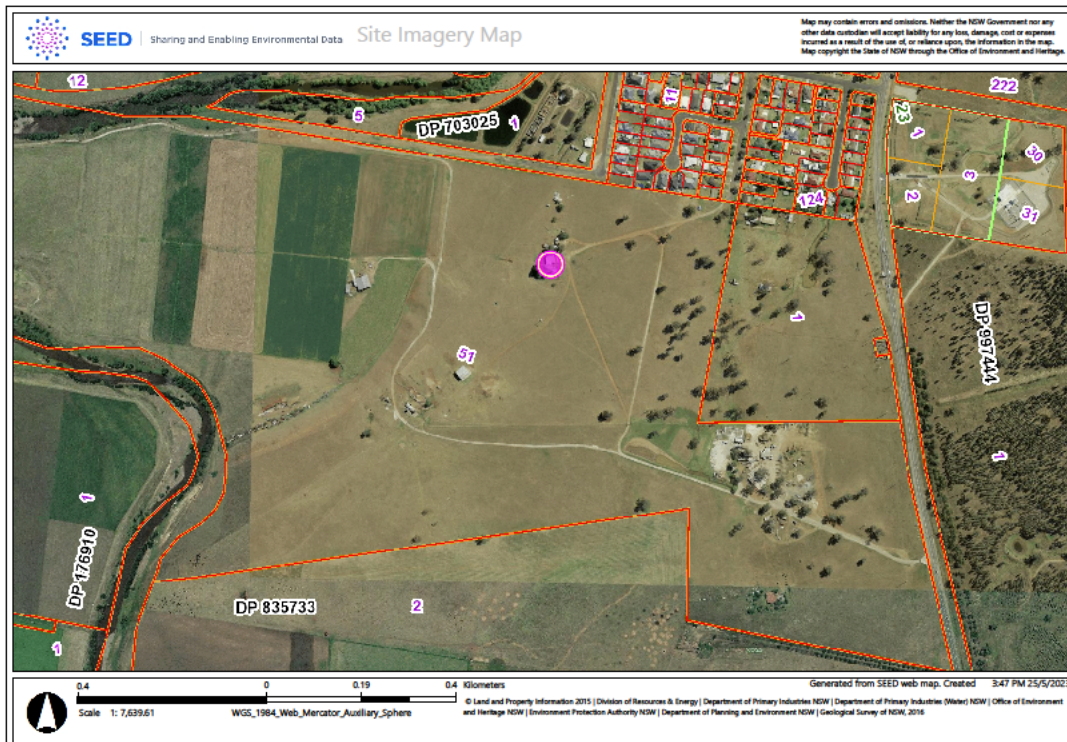 SEED
Sharing and Enabling Environmental Data
Site Imagery Map
Map may contain errors and omissions. Neither the NSW Government nor any
other data custodian will accept liability for any loss, damage, cost or expenses
incurred as a result of the use of, or reliance upon, the information in the map.
Map copyright the State of NSW through the Office of Environment and Heritage.
12
5
DP 703025
1
11
222
23
1
30
3
2
31
124
1
DP 997444
51
1
1
DP 176910
DP 835733
2
1
0.4 0 0.19 0.4 Kilometers
Scale 1: 7,639.61
WGS_1984_Web_Mercator_Auxiliary_Sphere
Generated from SEED web map. Created 3:47 PM 25/5/2023
© Land and Property Information 2015 | Division of Resources & Energy | Department of Primary Industries NSW | Department of Primary Industries (Water) NSW | Office of Environment
and Heritage NSW | Environment Protection Authority NSW | Department of Planning and Environment NSW | Geological Survey of NSW, 2016